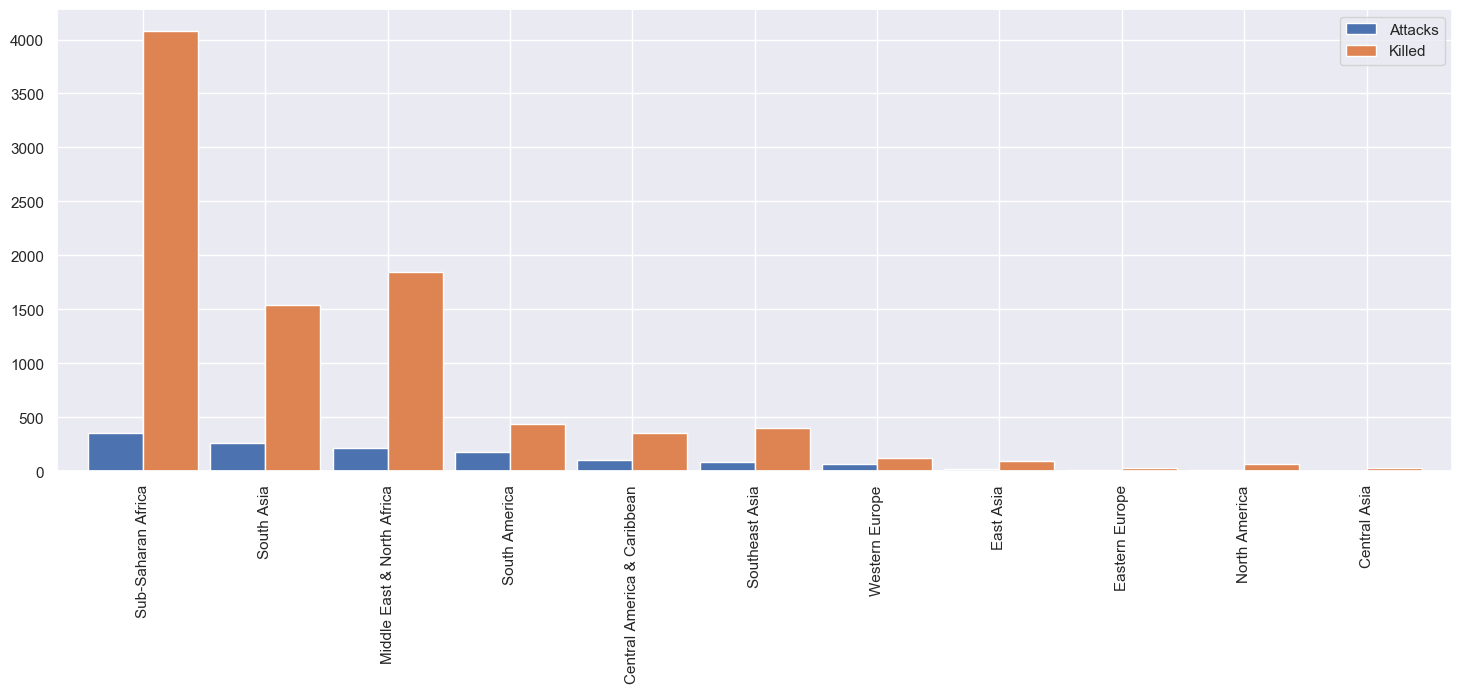 Attacks
Killed
4000
3500
3000
2500
2000
1500
1000
500
0
Sub-Saharan Africa
South Asia
Middle East & North Africa
South America
Central America & Caribbean
Southeast Asia
Western Europe
East Asia
Eastern Europe
North America
Central Asia